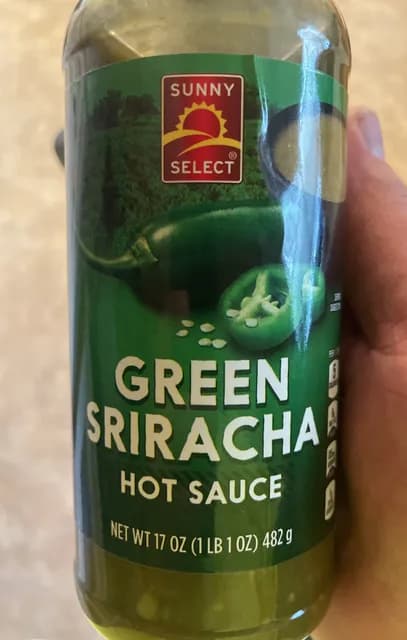 SUNNY
SELECT®
GREEN
SRIRACHA
HOT SAUCE
NET WT 17 OZ (1 LB 1 OZ) 482 g